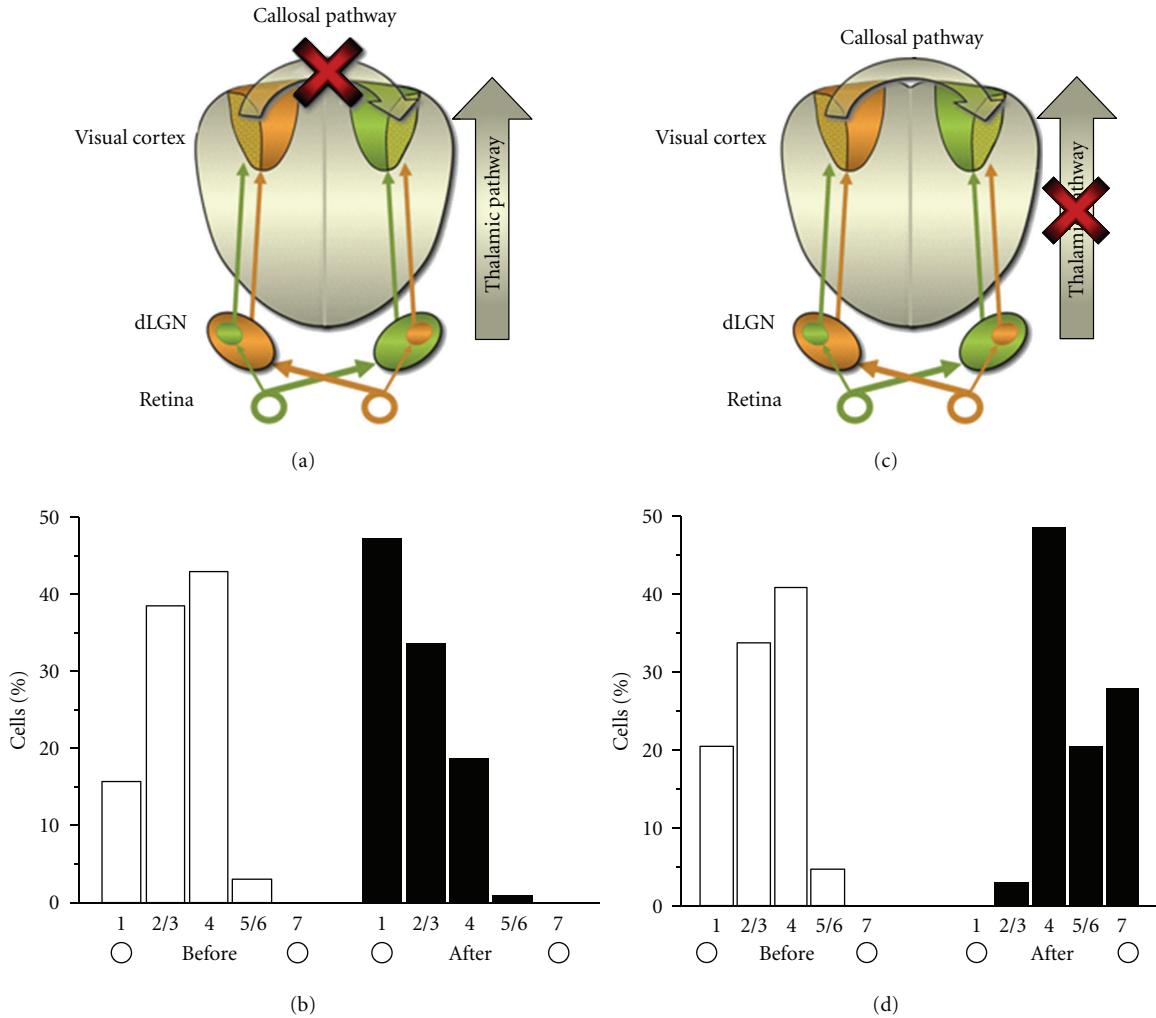 Callosal pathway
Visual cortex
Thalamic pathway
dLGN
Retina
(a)
Callosal pathway
Visual cortex
Thalamic pathway
dLGN
Retina
(c)
50
40
30
20
10
0
Cells (%)
1 2/3 4 5/6 7 1 2/3 4 5/6 7
Before After
(b)
50
40
30
20
10
0
Cells (%)
1 2/3 4 5/6 7 1 2/3 4 5/6 7
Before After
(d)